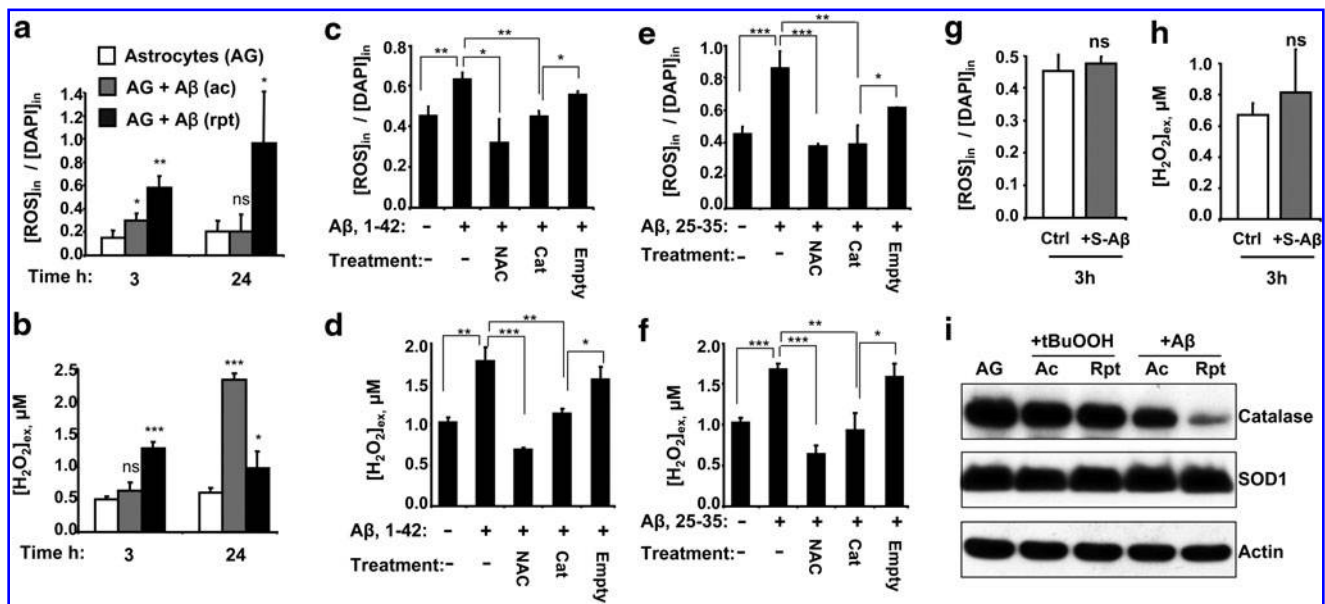 a
Astrocytes (AG)
AG + Aβ (ac)
AG + Aβ (rpt)
[ROS]in / [DAPI]in
1.4
1.2
1.0
0.8
0.6
0.4
0.2
0.0
* ** ns *
Time h: 3 24
b
[H2O2]ex, µM
2.5
2.0
1.5
1.0
0.5
0.0
ns *** *** *
Time h: 3 24
c
[ROS]in / [DAPI]in
0.8
0.6
0.4
0.2
0.0
** * ** *
Aβ, 1-42: - + + + +
Treatment:- - NAC Cat Empty
d
[H2O2]ex, µM
2.0
1.5
1.0
0.5
0.0
** *** ** *
Aβ, 1-42: - + + + +
Treatment:- - NAC Cat Empty
e
[ROS]in / [DAPI]in
1.0
0.8
0.6
0.4
0.2
0.0
*** *** ** *
Aβ, 25-35: - + + + +
Treatment:- - NAC Cat Empty
f
[H2O2]ex, µM
2.0
1.5
1.0
0.5
0.0
*** *** ** *
Aβ, 25-35: - + + + +
Treatment:- - NAC Cat Empty
g
[ROS]in / [DAPI]in
0.5
0.4
0.3
0.2
0.1
0.0
ns
Ctrl +S-Aβ
3h
h
[H2O2]ex, µM
1.2
1.0
0.8
0.6
0.4
0.2
0.0
ns
Ctrl +S-Aβ
3h
i
+tBuOOH +Aβ
AG Ac Rpt Ac Rpt
Catalase
SOD1
Actin